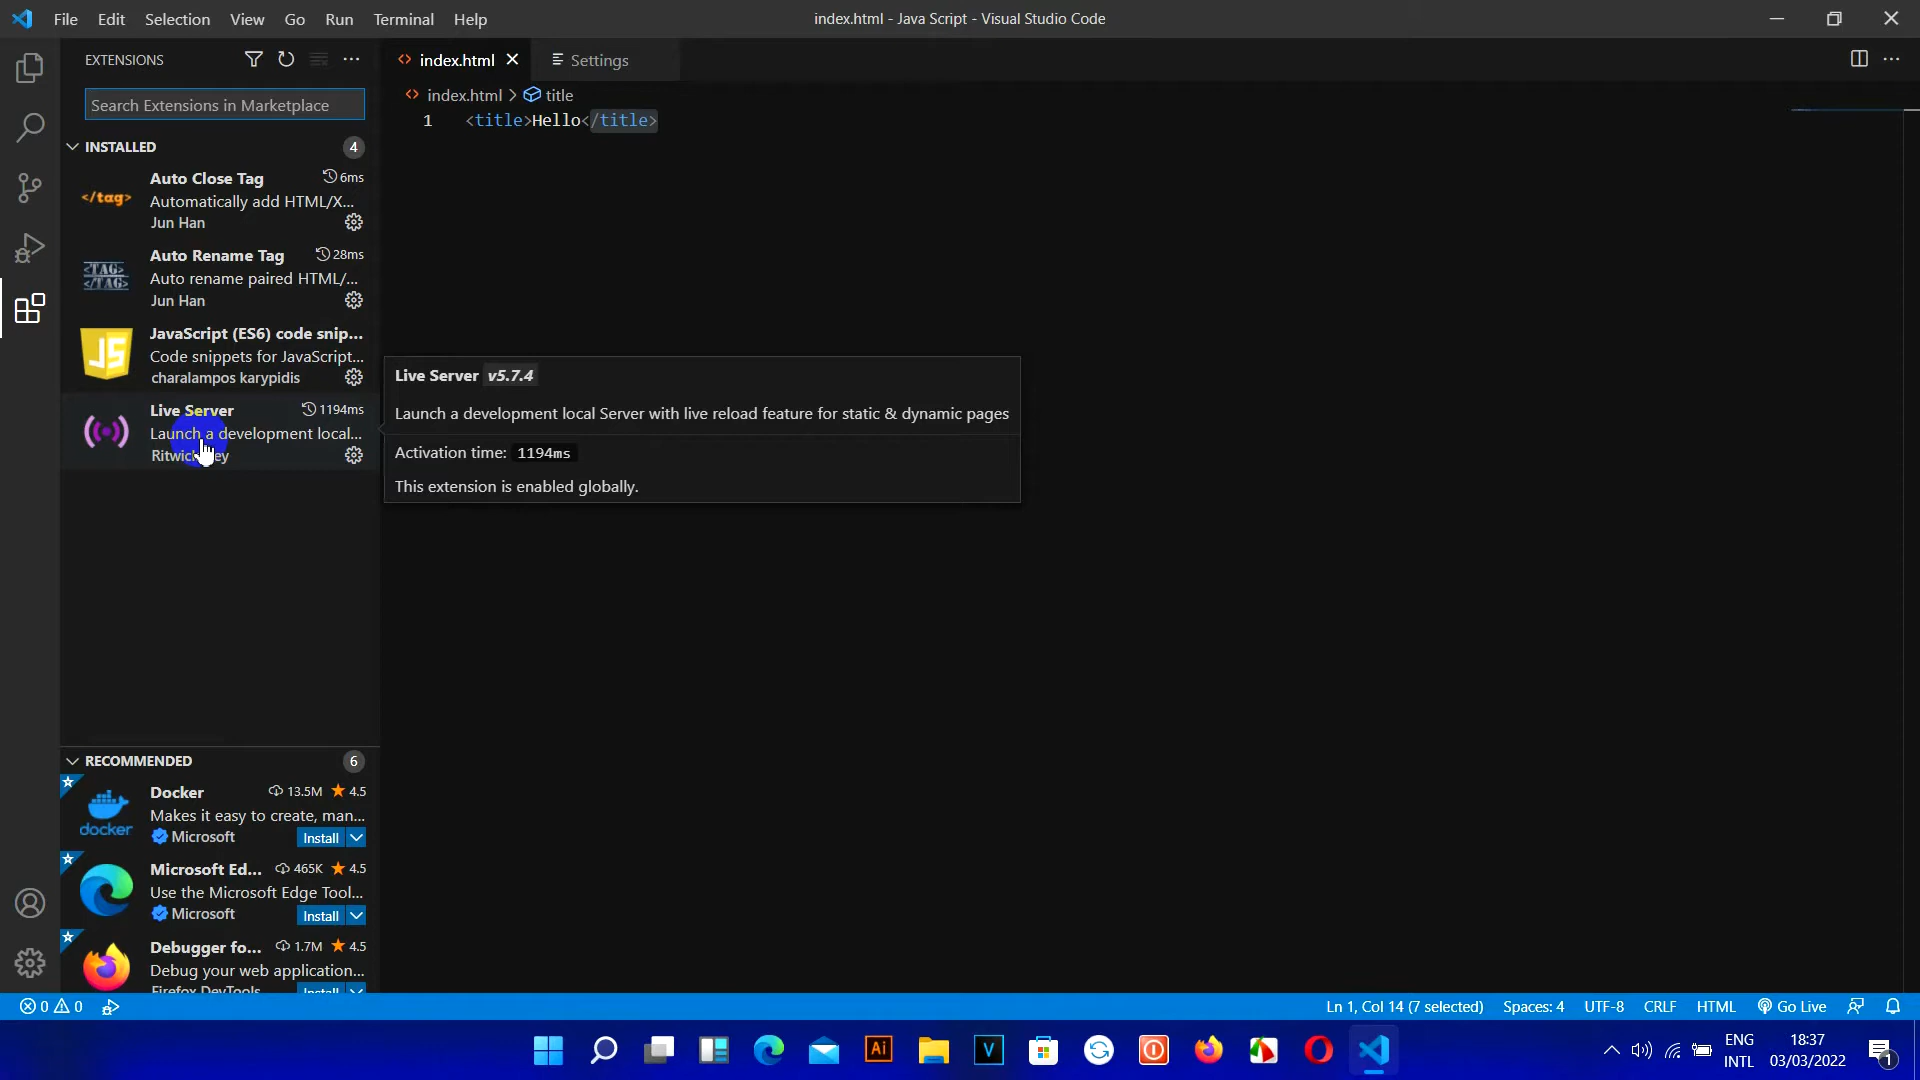 File Edit Selection View Go Run Terminal Help
index.html - Java Script - Visual Studio Code
EXTENSIONS
Search Extensions in Marketplace
INSTALLED 4
</tag>
Auto Close Tag 6ms
Automatically add HTML/X...
Jun Han
<TAG>
</TAG>
Auto Rename Tag 28ms
Auto rename paired HTML/...
Jun Han
JS
JavaScript (ES6) code snip...
Code snippets for JavaScript...
charalampos karypidis
Live Server 1194ms
Launch a development local...
index.html Settings
index.html > title
1 <title>Hello</title>
Live Server v5.7.4
Launch a development local Server with live reload feature for static & dynamic pages
Activation time: 1194ms
This extension is enabled globally.
RECOMMENDED 6
docker
Docker 13.5M 4.5
Makes it easy to create, man...
Microsoft Install
Microsoft Ed... 465K 4.5
Use the Microsoft Edge Tool...
Microsoft Install
Debugger fo... 1.7M 4.5
Debug your web application...
Firefox DevTools Install
0 0
Ln 1, Col 14 (7 selected) Spaces: 4 UTF-8 CRLF HTML Go Live
Ai V
ENG
INTL
18:37
03/03/2022
1